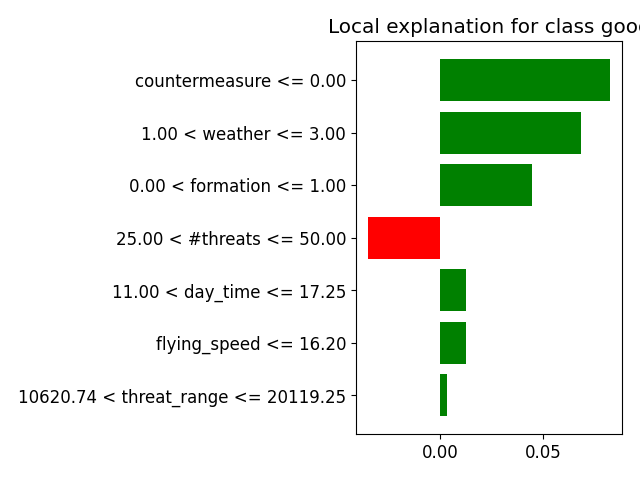 Local explanation for class goo
countermeasure <= 0.00
1.00 < weather <= 3.00
0.00 < formation <= 1.00
25.00 < #threats <= 50.00
11.00 < day_time <= 17.25
flying_speed <= 16.20
10620.74 < threat_range <= 20119.25
0.00 0.05